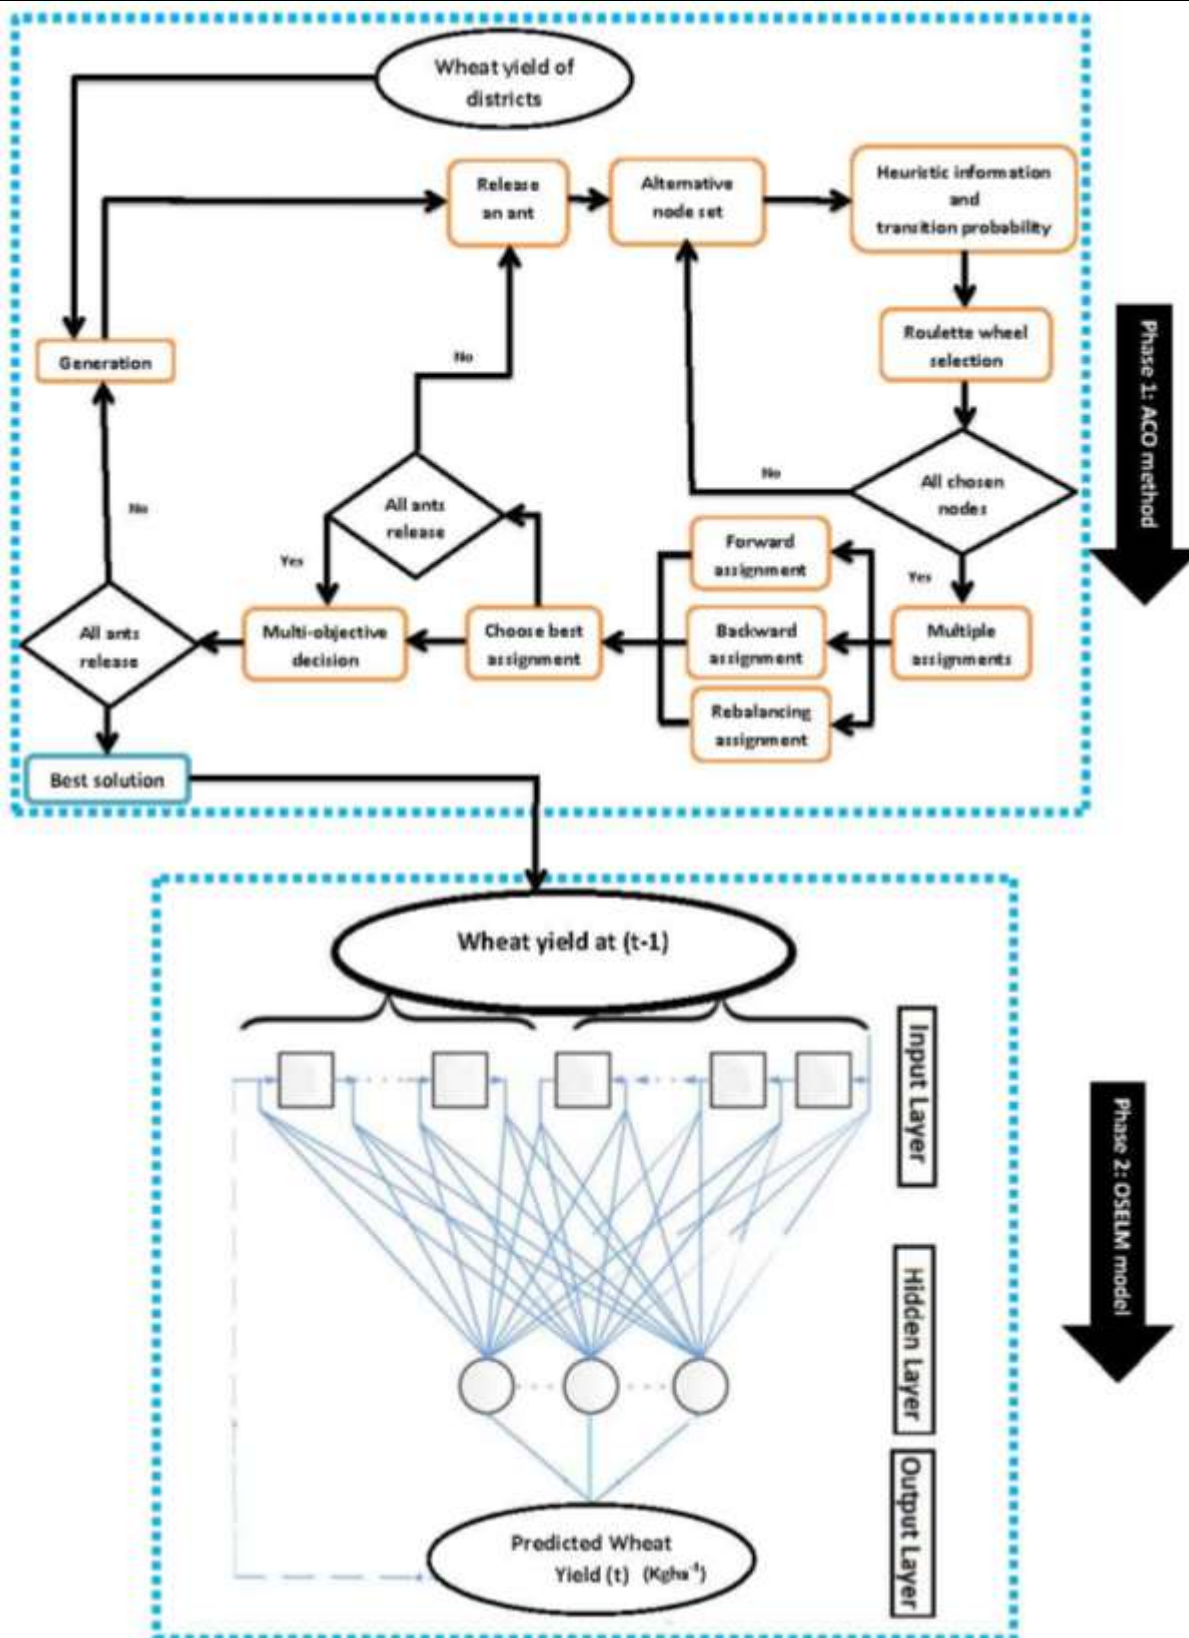 Wheat yield of
districts
Release
an ant
Alternative
node set
Heuristic information
and
transition probability
Generation
Roulette wheel
selection
No
No
All ants
release
No
All chosen
nodes
Yes
Forward
assignment
Yes
All ants
release
Multi-objective
decision
Choose best
assignment
Backward
assignment
Multiple
assignments
Rebalancing
assignment
Best solution
Phase 1: ACO method
Wheat yield at (t-1)
Input Layer
Hidden Layer
Output Layer
Phase 2: OSELM model
Predicted Wheat
Yield (t) (Kgha⁻¹)